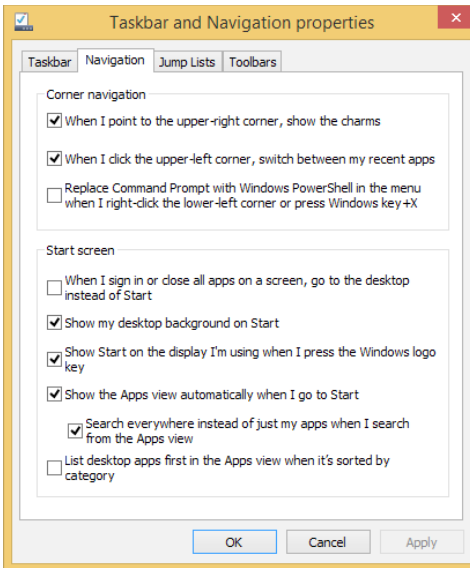 Taskbar and Navigation properties
Taskbar Navigation Jump Lists Toolbars
Corner navigation
When I point to the upper-right corner, show the charms
When I click the upper-left corner, switch between my recent apps
Replace Command Prompt with Windows PowerShell in the menu
when I right-click the lower-left corner or press Windows key+X
Start screen
When I sign in or close all apps on a screen, go to the desktop
instead of Start
Show my desktop background on Start
Show Start on the display I'm using when I press the Windows logo
key
Show the Apps view automatically when I go to Start
Search everywhere instead of just my apps when I search
from the Apps view
List desktop apps first in the Apps view when it's sorted by
category
OK Cancel Apply